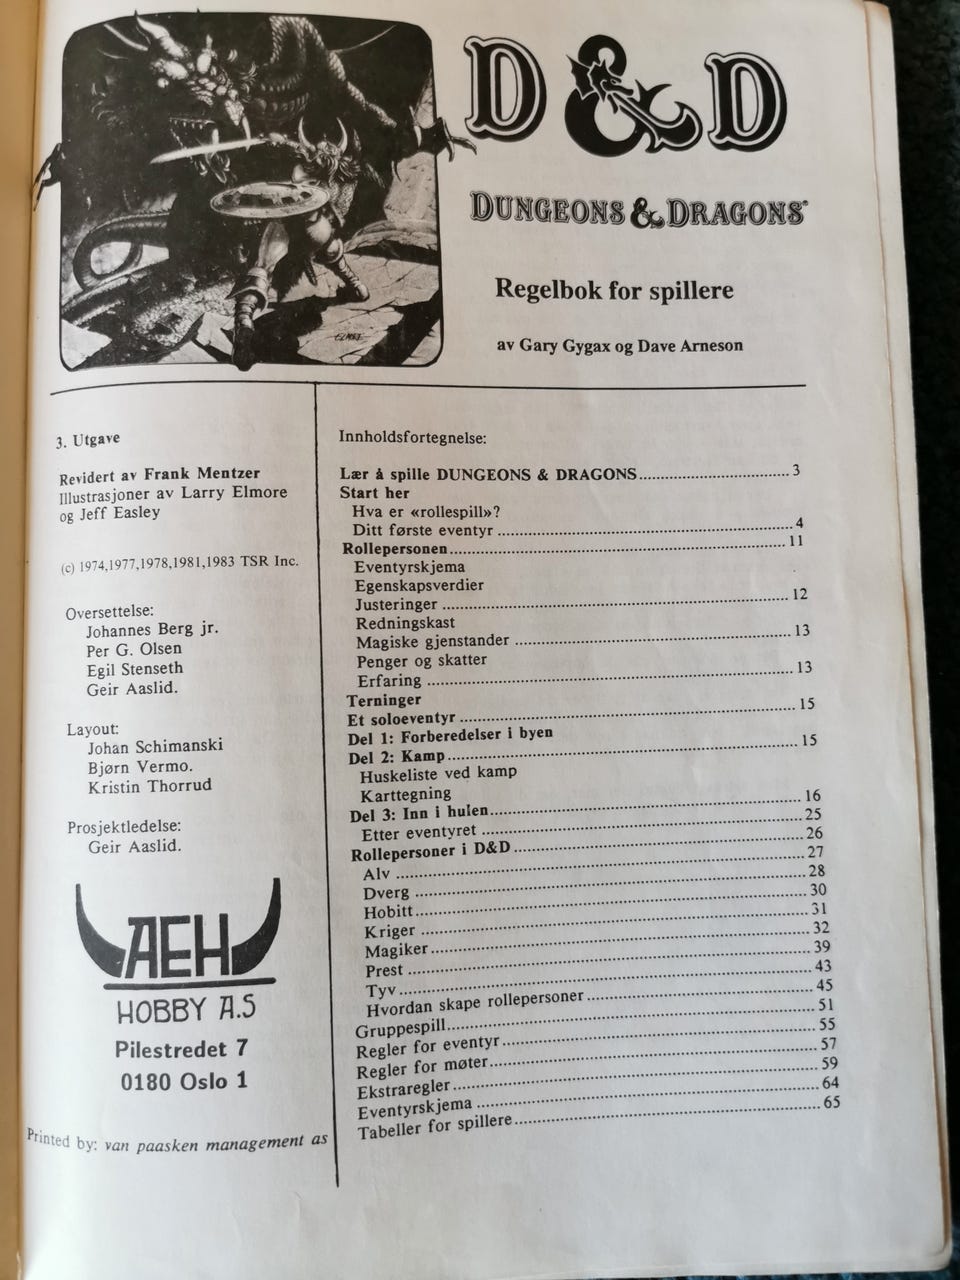 D&D
DUNGEONS & DRAGONS®
Regelbok for spillere
av Gary Gygax og Dave Arneson
ELMORE
3. Utgave
Revidert av Frank Mentzer
Illustrasjoner av Larry Elmore
og Jeff Easley
(c) 1974,1977,1978,1981,1983 TSR Inc.
Oversettelse:
Johannes Berg jr.
Per G. Olsen
Egil Stenseth
Geir Aaslid.
Layout:
Johan Schimanski
Bjørn Vermo.
Kristin Thorrud
Prosjektledelse:
Geir Aaslid.
AEH
HOBBY A.S
Pilestredet 7
0180 Oslo 1
Printed by: van paasken management as
Innholdsfortegnelse:
Lær å spille DUNGEONS & DRAGONS 3
Start her
Hva er «rollespill»?
Ditt første eventyr 4
Rollepersonen 11
Eventyrskjema
Egenskapsverdier
Justeringer 12
Redningskast
Magiske gjenstander 13
Penger og skatter
Erfaring 13
Terninger
Et soloeventyr 15
Del 1: Forberedelser i byen
Del 2: Kamp 15
Huskeliste ved kamp
Karttegning
Del 3: Inn i hulen 16
Etter eventyret 25
Rollepersoner i D&D 26
Alv 27
Dverg 28
Hobitt 30
Kriger 31
Magiker 32
Prest 39
Tyv 43
Hvordan skape rollepersoner 45
Gruppespill 51
Regler for eventyr 55
Regler for møter 57
Ekstraregler 59
Eventyrskjema 64
Tabeller for spillere 65